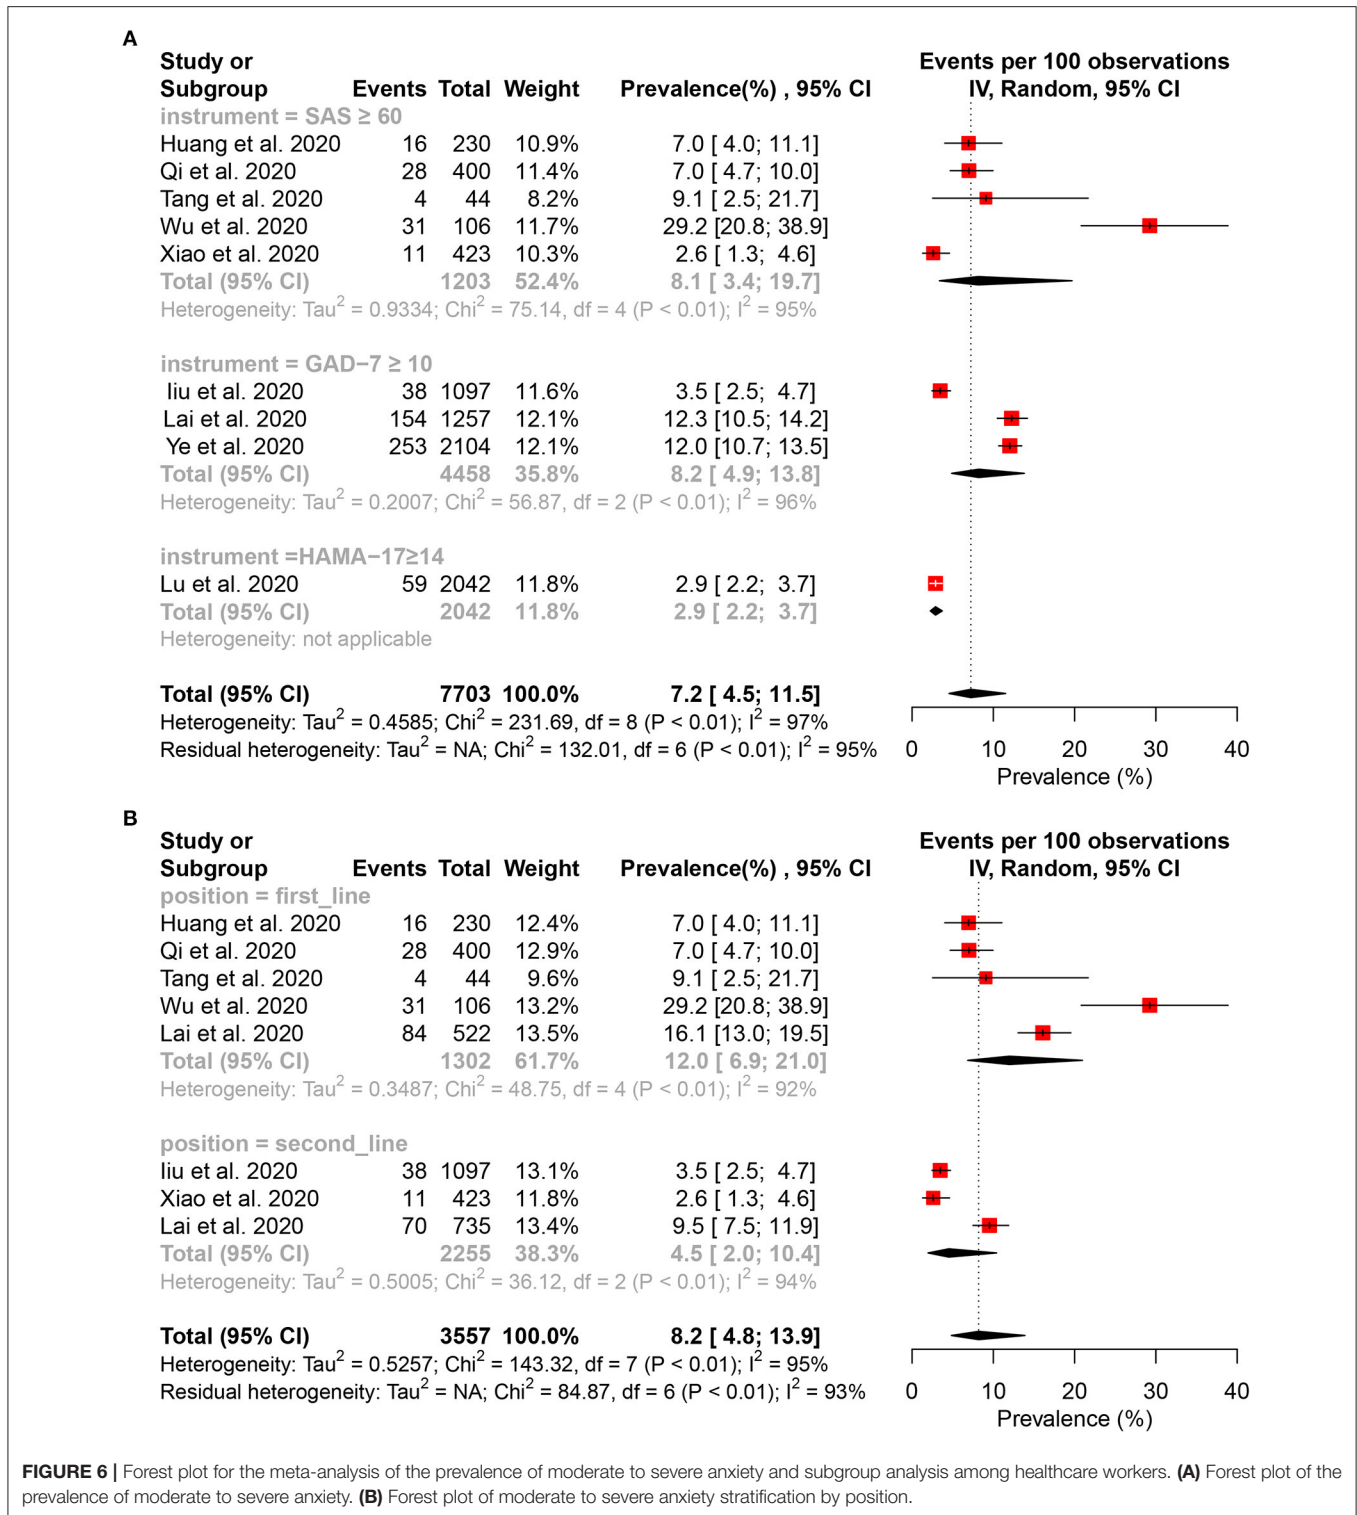 A
Study or
Subgroup Events Total Weight Prevalence(%) , 95% CI
Events per 100 observations
IV, Random, 95% CI
instrument = SAS ≥ 60
Huang et al. 2020 16 230 10.9% 7.0 [ 4.0; 11.1]
Qi et al. 2020 28 400 11.4% 7.0 [ 4.7; 10.0]
Tang et al. 2020 4 44 8.2% 9.1 [ 2.5; 21.7]
Wu et al. 2020 31 106 11.7% 29.2 [20.8; 38.9]
Xiao et al. 2020 11 423 10.3% 2.6 [ 1.3; 4.6]
Total (95% CI) 1203 52.4% 8.1 [ 3.4; 19.7]
Heterogeneity: Tau² = 0.9334; Chi² = 75.14, df = 4 (P < 0.01); I² = 95%
instrument = GAD−7 ≥ 10
liu et al. 2020 38 1097 11.6% 3.5 [ 2.5; 4.7]
Lai et al. 2020 154 1257 12.1% 12.3 [10.5; 14.2]
Ye et al. 2020 253 2104 12.1% 12.0 [10.7; 13.5]
Total (95% CI) 4458 35.8% 8.2 [ 4.9; 13.8]
Heterogeneity: Tau² = 0.2007; Chi² = 56.87, df = 2 (P < 0.01); I² = 96%
instrument =HAMA−17≥14
Lu et al. 2020 59 2042 11.8% 2.9 [ 2.2; 3.7]
Total (95% CI) 2042 11.8% 2.9 [ 2.2; 3.7]
Heterogeneity: not applicable
Total (95% CI) 7703 100.0% 7.2 [ 4.5; 11.5]
Heterogeneity: Tau² = 0.4585; Chi² = 231.69, df = 8 (P < 0.01); I² = 97%
Residual heterogeneity: Tau² = NA; Chi² = 132.01, df = 6 (P < 0.01); I² = 95%
0 10 20 30 40
Prevalence (%)
B
Study or
Subgroup Events Total Weight Prevalence(%) , 95% CI
Events per 100 observations
IV, Random, 95% CI
position = first_line
Huang et al. 2020 16 230 12.4% 7.0 [ 4.0; 11.1]
Qi et al. 2020 28 400 12.9% 7.0 [ 4.7; 10.0]
Tang et al. 2020 4 44 9.6% 9.1 [ 2.5; 21.7]
Wu et al. 2020 31 106 13.2% 29.2 [20.8; 38.9]
Lai et al. 2020 84 522 13.5% 16.1 [13.0; 19.5]
Total (95% CI) 1302 61.7% 12.0 [ 6.9; 21.0]
Heterogeneity: Tau² = 0.3487; Chi² = 48.75, df = 4 (P < 0.01); I² = 92%
position = second_line
liu et al. 2020 38 1097 13.1% 3.5 [ 2.5; 4.7]
Xiao et al. 2020 11 423 11.8% 2.6 [ 1.3; 4.6]
Lai et al. 2020 70 735 13.4% 9.5 [ 7.5; 11.9]
Total (95% CI) 2255 38.3% 4.5 [ 2.0; 10.4]
Heterogeneity: Tau² = 0.5005; Chi² = 36.12, df = 2 (P < 0.01); I² = 94%
Total (95% CI) 3557 100.0% 8.2 [ 4.8; 13.9]
Heterogeneity: Tau² = 0.5257; Chi² = 143.32, df = 7 (P < 0.01); I² = 95%
Residual heterogeneity: Tau² = NA; Chi² = 84.87, df = 6 (P < 0.01); I² = 93%
0 10 20 30 40
Prevalence (%)
FIGURE 6 | Forest plot for the meta-analysis of the prevalence of moderate to severe anxiety and subgroup analysis among healthcare workers. (A) Forest plot of the
prevalence of moderate to severe anxiety. (B) Forest plot of moderate to severe anxiety stratification by position.